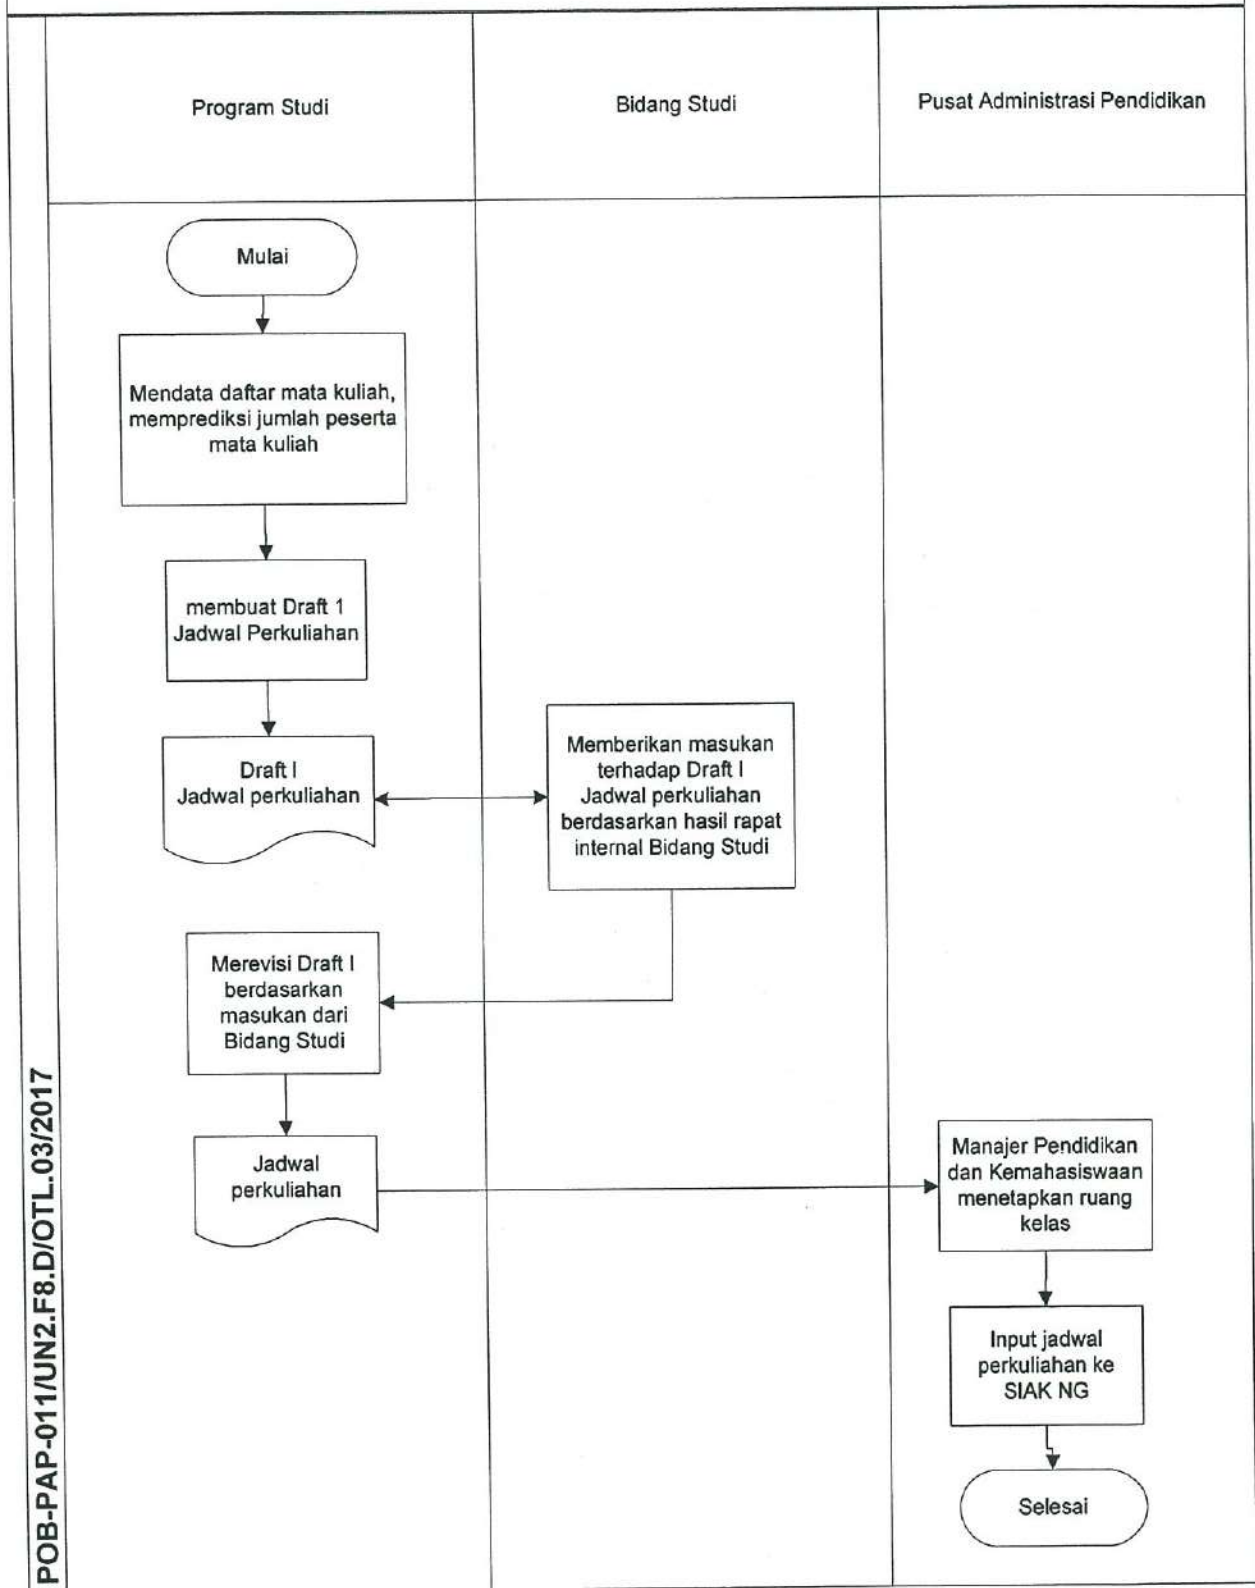 Program Studi
Bidang Studi
Pusat Administrasi Pendidikan
Mulai
Mendata daftar mata kuliah,
memprediksi jumlah peserta
mata kuliah
membuat Draft 1
Jadwal Perkuliahan
Draft I
Jadwal perkuliahan
Memberikan masukan
terhadap Draft I
Jadwal perkuliahan
berdasarkan hasil rapat
internal Bidang Studi
Merevisi Draft I
berdasarkan
masukan dari
Bidang Studi
Jadwal
perkuliahan
Manajer Pendidikan
dan Kemahasiswaan
menetapkan ruang
kelas
Input jadwal
perkuliahan ke
SIAK NG
Selesai
POB-PAP-011/UN2.F8.D/OTL.03/2017